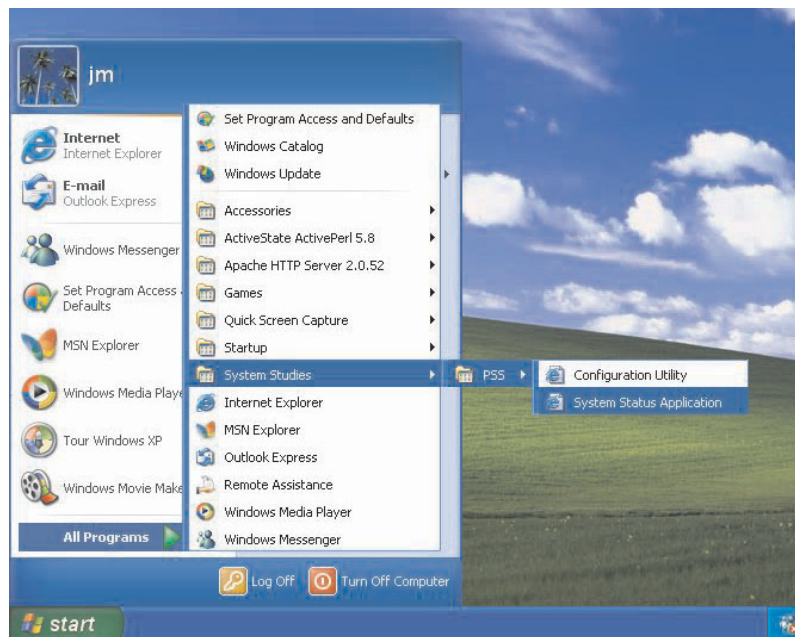 jm
Internet
Internet Explorer
E-mail
Outlook Express
Windows Messenger
Set Program Access
Defaults
MSN Explorer
Windows Media Playe
Tour Windows XP
Windows Movie Make
All Programs
Set Program Access and Defaults
Windows Catalog
Windows Update
Accessories
ActiveState ActivePerl 5.8
Apache HTTP Server 2.0.52
Games
Quick Screen Capture
Startup
System Studies
Internet Explorer
MSN Explorer
Outlook Express
Remote Assistance
Windows Media Player
Windows Messenger
PSS
Configuration Utility
System Status Application
Log Off
Turn Off Computer
start